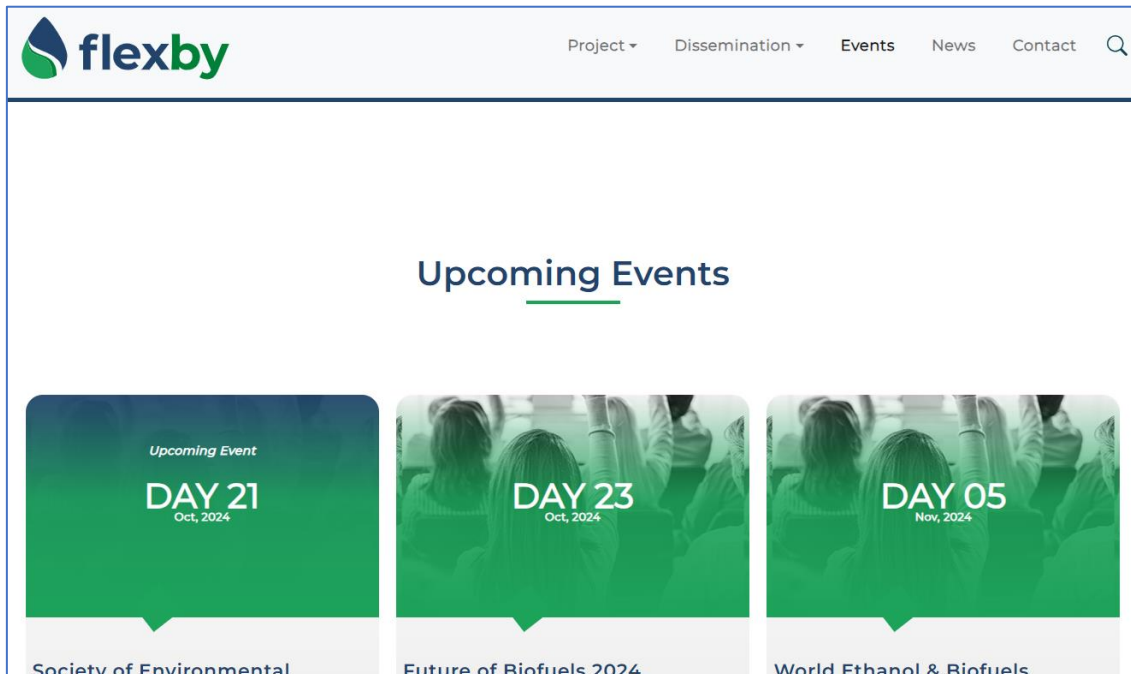 flexby
Project Dissemination Events News Contact
Upcoming Events
Upcoming Event
DAY 21
Oct, 2024
DAY 23
Oct, 2024
DAY 05
Nov, 2024
Society of Environmental
Future of Biofuels 2024
World Ethanol & Biofuels